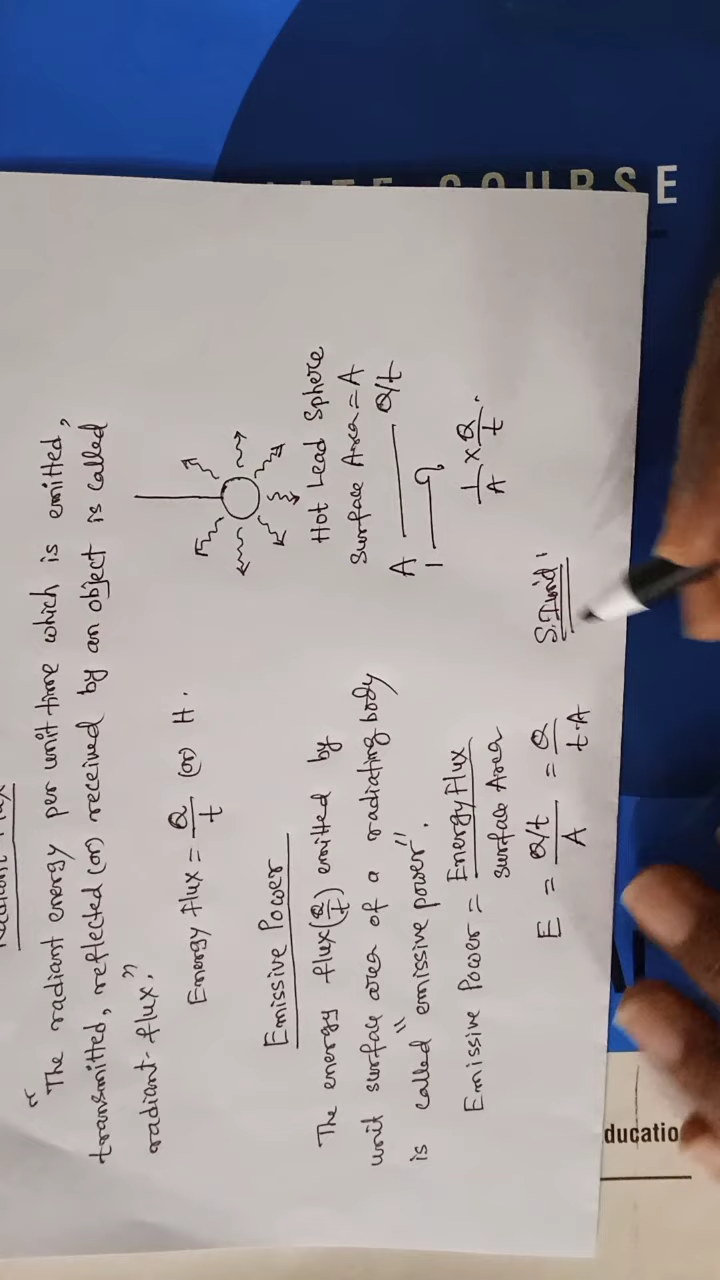 Radiant Flux
"The radiant energy per unit time which is emitted,
transmitted, reflected (or) received by an object is called
radiant-flux."
Energy flux = Q/t (or) H.
Emissive Power
The energy flux(Q/t) emitted by
unit surface area of a radiating body
is called "emissive power".
Emissive Power = Energy Flux / Surface Area
E = Q/t / A = Q / t·A
Hot Lead Sphere
Surface Area = A
A — Q/t
1 — ?
1/A × Q/t.
S.I unit:
COURSE
ducatio